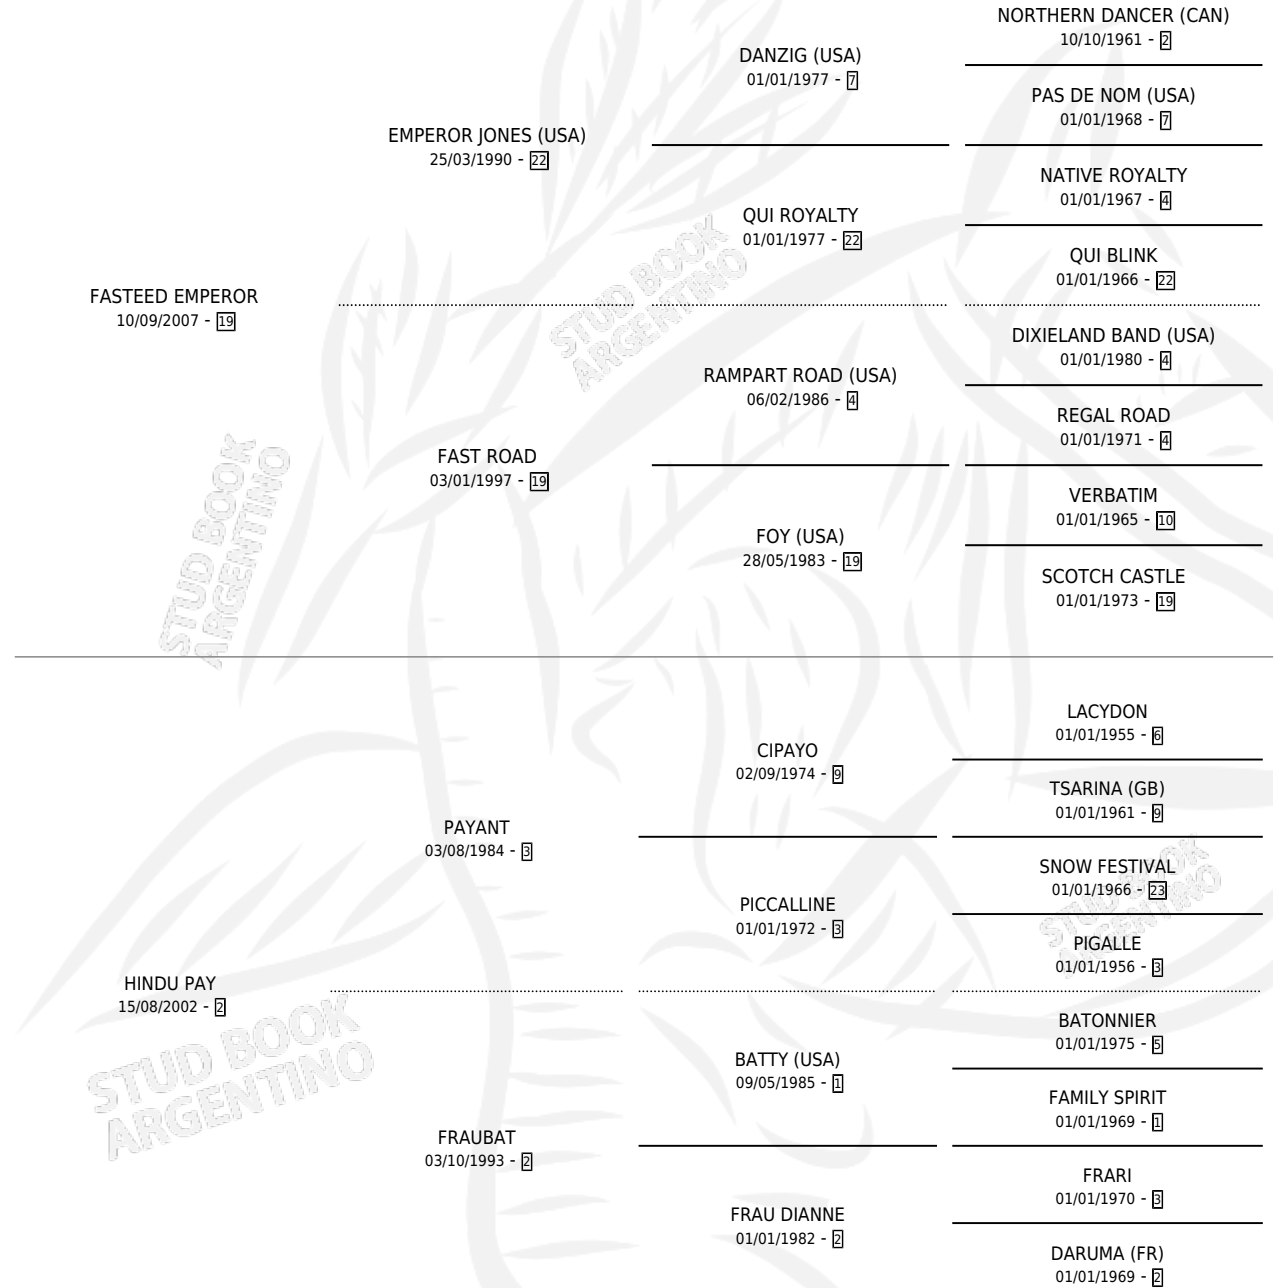 NORTHERN DANCER (CAN)
10/10/1961 - 2
DANZIG (USA)
01/01/1977 - 7
PAS DE NOM (USA)
01/01/1968 - 7
EMPEROR JONES (USA)
25/03/1990 - 22
NATIVE ROYALTY
01/01/1967 - 4
QUI ROYALTY
01/01/1977 - 22
QUI BLINK
01/01/1966 - 22
FASTEED EMPEROR
10/09/2007 - 19
DIXIELAND BAND (USA)
01/01/1980 - 4
RAMPART ROAD (USA)
06/02/1986 - 4
REGAL ROAD
01/01/1971 - 4
FAST ROAD
03/01/1997 - 19
VERBATIM
01/01/1965 - 10
FOY (USA)
28/05/1983 - 19
SCOTCH CASTLE
01/01/1973 - 19
LACYDON
01/01/1955 - 6
CIPAYO
02/09/1974 - 9
TSARINA (GB)
01/01/1961 - 9
PAYANT
03/08/1984 - 3
SNOW FESTIVAL
01/01/1966 - 23
PICCALLINE
01/01/1972 - 3
PIGALLE
01/01/1956 - 3
HINDU PAY
15/08/2002 - 2
BATONNIER
01/01/1975 - 5
BATTY (USA)
09/05/1985 - 1
FAMILY SPIRIT
01/01/1969 - 1
FRAUBAT
03/10/1993 - 2
FRARI
01/01/1970 - 3
FRAU DIANNE
01/01/1982 - 2
DARUMA (FR)
01/01/1969 - 2
STUD BOOK
ARGENTINO
STUD BOOK
ARGENTINO
STUD BOOK
ARGENTINO
STUD BOOK
ARGENTINO